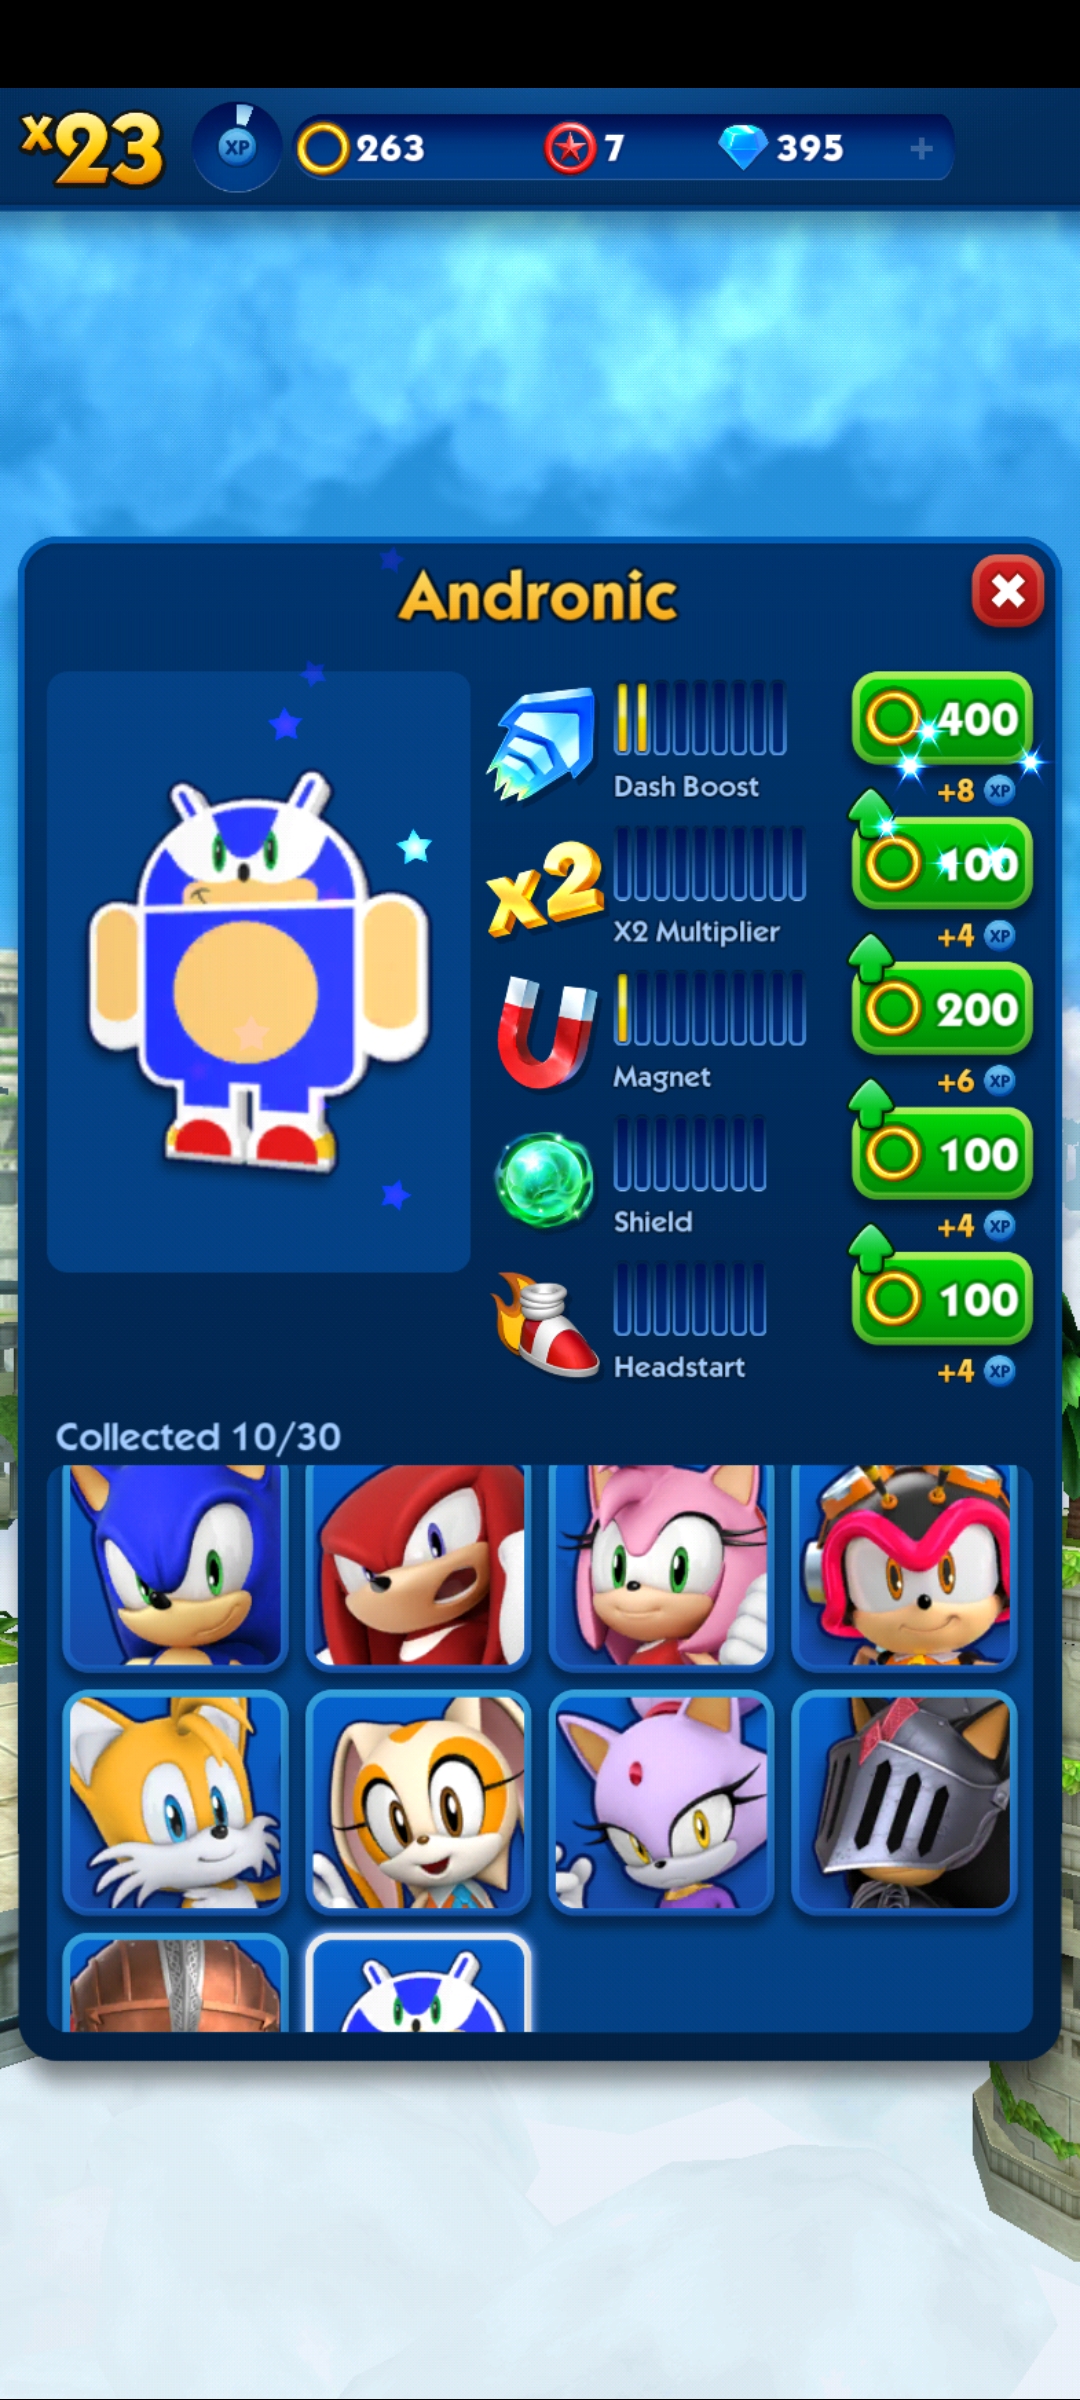 x23 XP 263 7 395 +
Andronic
400
Dash Boost
+8 XP
x2
100
X2 Multiplier
+4 XP
200
Magnet
+6 XP
100
Shield
+4 XP
100
Headstart
+4 XP
Collected 10/30